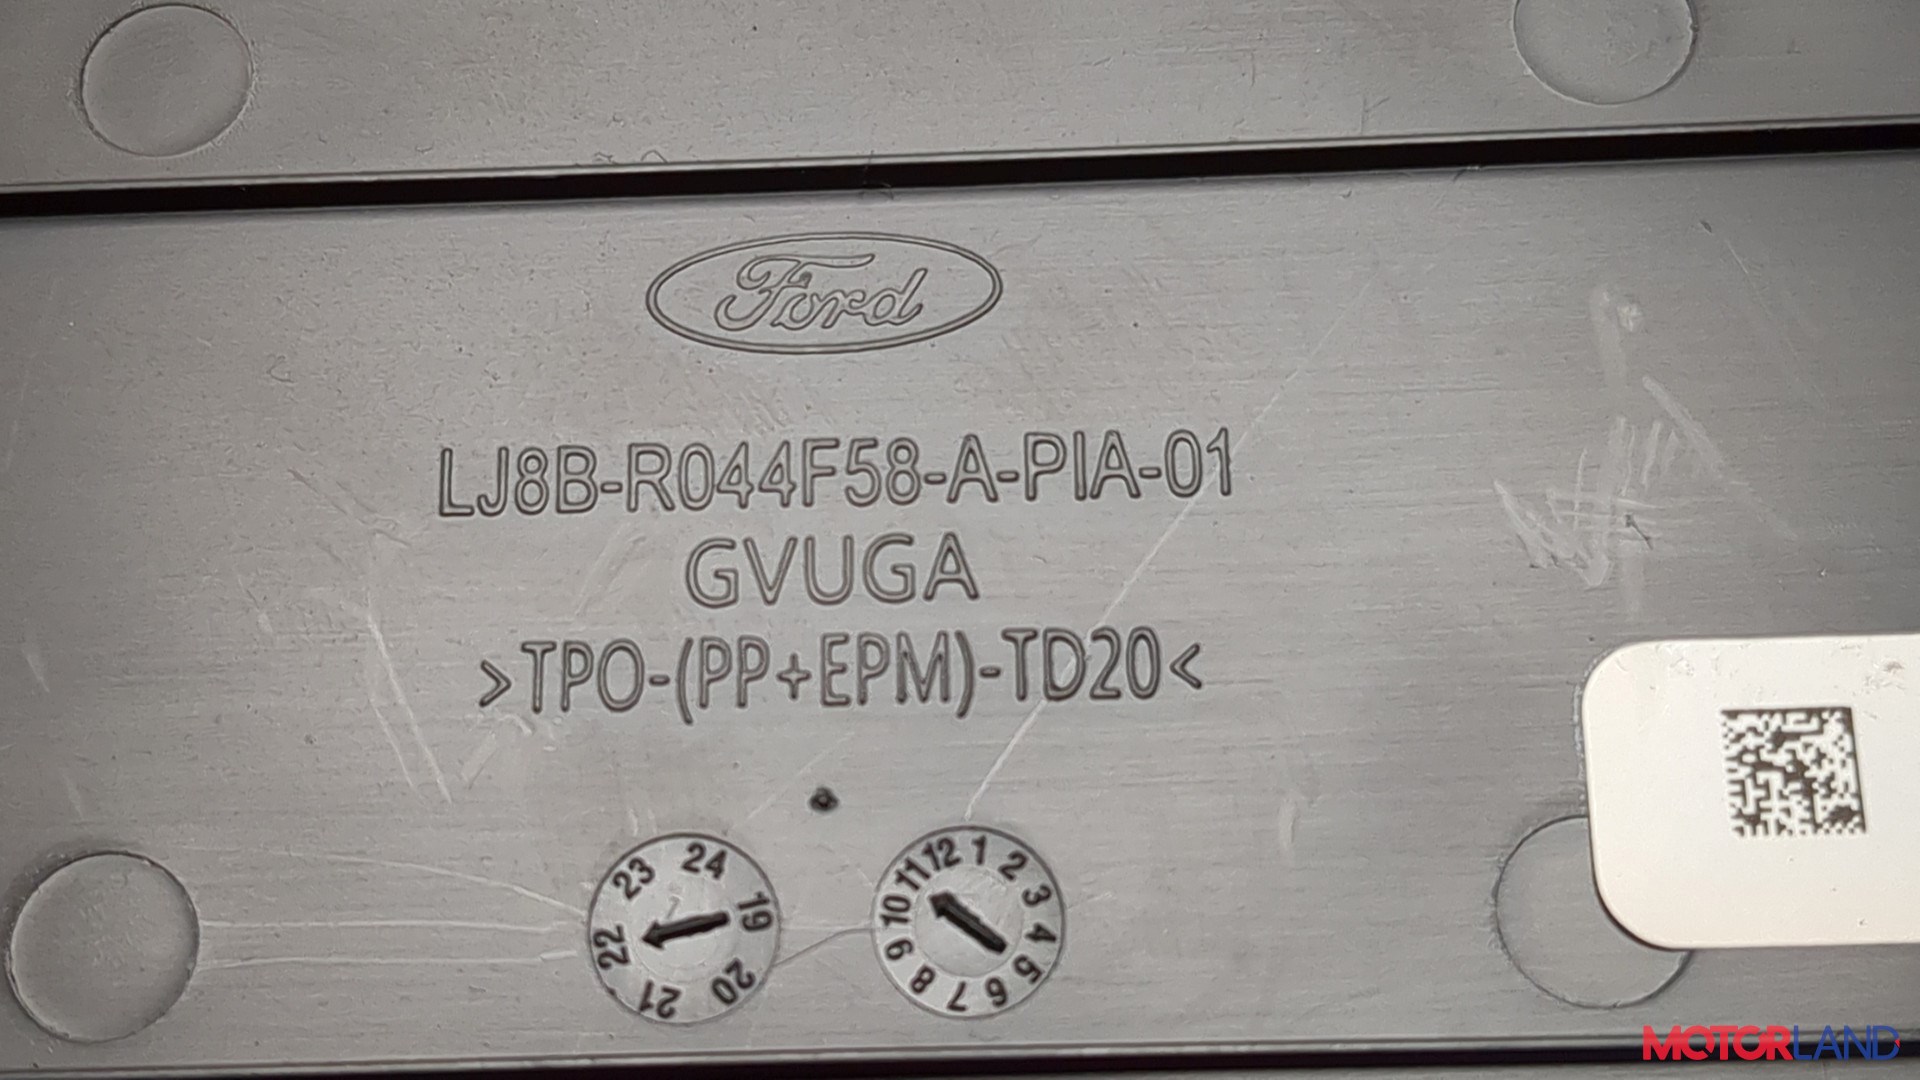 Ford
LJ8B-R044F58-A-PIA-01
GVUGA
>TPO-(PP+EPM)-TD20<
19 20 21 22 23 24
1 2 3 4 5 6 7 8 9 10 11 12
MOTORLAND